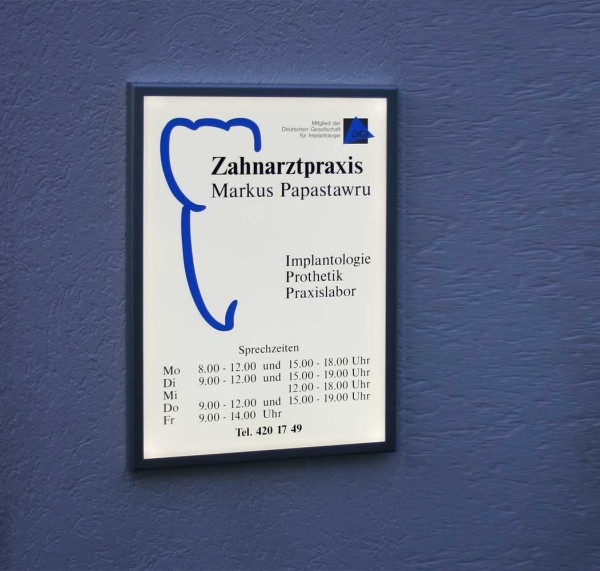 Mitglied der
Deutschen Gesellschaft
für Implantologie
Zahnarztpraxis
Markus Papastawru
Implantologie
Prothetik
Praxislabor
Sprechzeiten
Mo 8.00 - 12.00 und 15.00 - 18.00 Uhr
Di 9.00 - 12.00 und 15.00 - 19.00 Uhr
Mi 12.00 - 18.00 Uhr
Do 9.00 - 12.00 und 15.00 - 19.00 Uhr
Fr 9.00 - 14.00 Uhr
Tel. 420 17 49